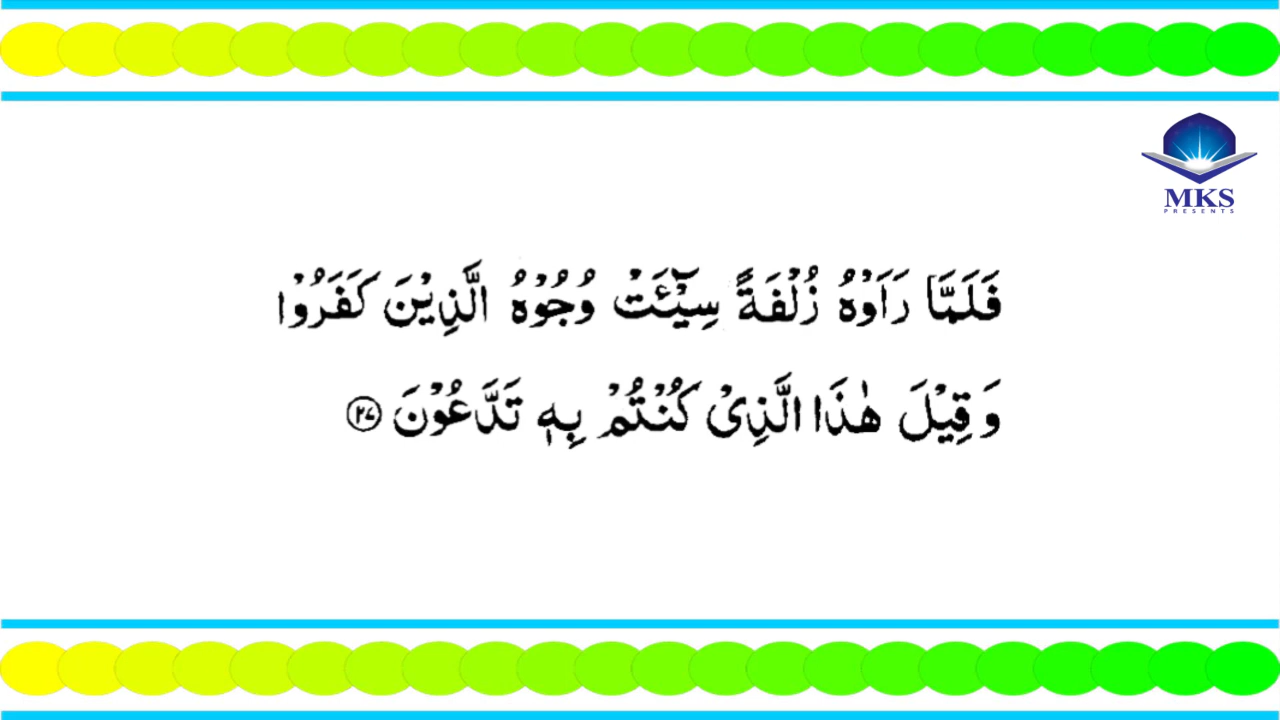 MKS
PRESENTS
فَلَمَّا رَاَوْهُ زُلْفَةً سِيْٓـَٔتْ وُجُوْهُ الَّذِيْنَ كَفَرُوْا
وَ قِيْلَ هٰذَا الَّذِىْ كُنْتُمْ بِهٖ تَدَّعُوْنَ ۝٢٧